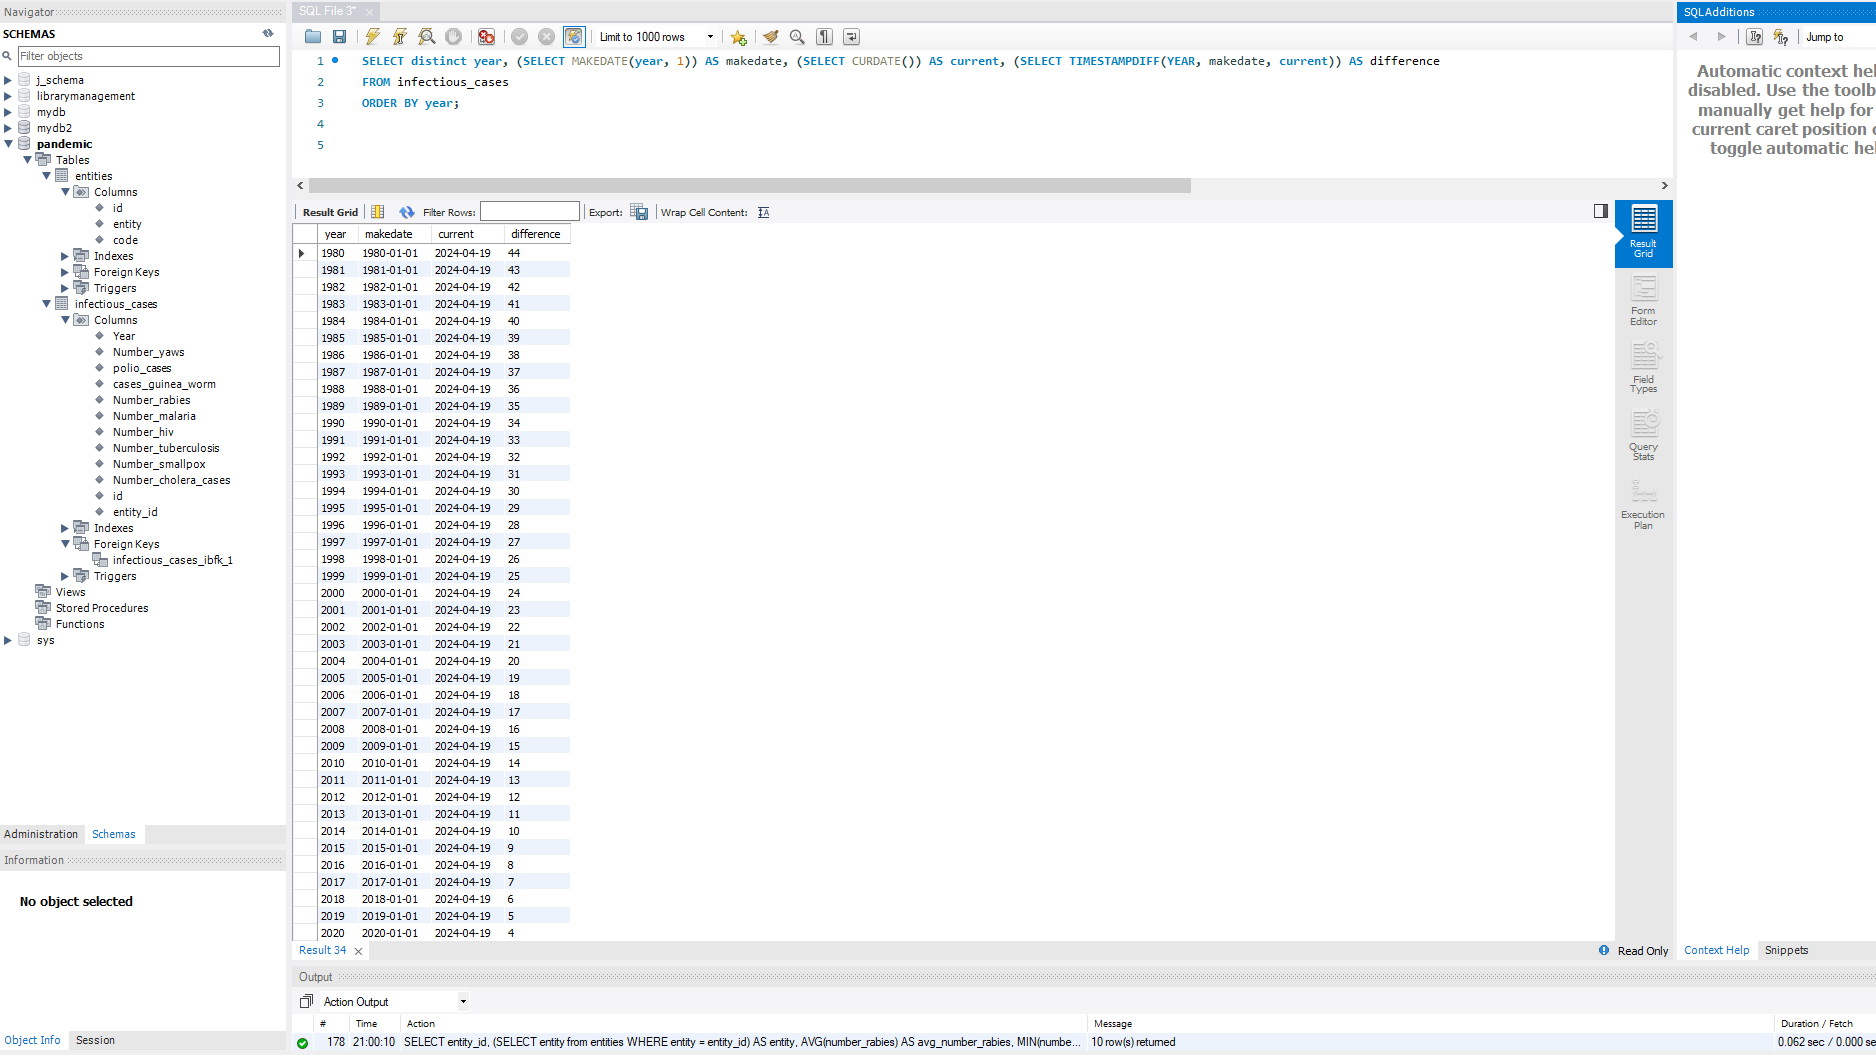 Navigator
SCHEMAS
Filter objects
j_schema
librarymanagement
mydb
mydb2
pandemic
Tables
entities
Columns
id
entity
code
Indexes
Foreign Keys
Triggers
infectious_cases
Columns
Year
Number_yaws
polio_cases
cases_guinea_worm
Number_rabies
Number_malaria
Number_hiv
Number_tuberculosis
Number_smallpox
Number_cholera_cases
id
entity_id
Indexes
Foreign Keys
infectious_cases_ibfk_1
Triggers
Views
Stored Procedures
Functions
sys
Administration Schemas
Information
No object selected
Object Info Session
SQL File 3*
Limit to 1000 rows
1 SELECT distinct year, (SELECT MAKEDATE(year, 1)) AS makedate, (SELECT CURDATE()) AS current, (SELECT TIMESTAMPDIFF(YEAR, makedate, current)) AS difference
2 FROM infectious_cases
3 ORDER BY year;
4
5
Result Grid Filter Rows: Export: Wrap Cell Content:
year makedate current difference
1980 1980-01-01 2024-04-19 44
1981 1981-01-01 2024-04-19 43
1982 1982-01-01 2024-04-19 42
1983 1983-01-01 2024-04-19 41
1984 1984-01-01 2024-04-19 40
1985 1985-01-01 2024-04-19 39
1986 1986-01-01 2024-04-19 38
1987 1987-01-01 2024-04-19 37
1988 1988-01-01 2024-04-19 36
1989 1989-01-01 2024-04-19 35
1990 1990-01-01 2024-04-19 34
1991 1991-01-01 2024-04-19 33
1992 1992-01-01 2024-04-19 32
1993 1993-01-01 2024-04-19 31
1994 1994-01-01 2024-04-19 30
1995 1995-01-01 2024-04-19 29
1996 1996-01-01 2024-04-19 28
1997 1997-01-01 2024-04-19 27
1998 1998-01-01 2024-04-19 26
1999 1999-01-01 2024-04-19 25
2000 2000-01-01 2024-04-19 24
2001 2001-01-01 2024-04-19 23
2002 2002-01-01 2024-04-19 22
2003 2003-01-01 2024-04-19 21
2004 2004-01-01 2024-04-19 20
2005 2005-01-01 2024-04-19 19
2006 2006-01-01 2024-04-19 18
2007 2007-01-01 2024-04-19 17
2008 2008-01-01 2024-04-19 16
2009 2009-01-01 2024-04-19 15
2010 2010-01-01 2024-04-19 14
2011 2011-01-01 2024-04-19 13
2012 2012-01-01 2024-04-19 12
2013 2013-01-01 2024-04-19 11
2014 2014-01-01 2024-04-19 10
2015 2015-01-01 2024-04-19 9
2016 2016-01-01 2024-04-19 8
2017 2017-01-01 2024-04-19 7
2018 2018-01-01 2024-04-19 6
2019 2019-01-01 2024-04-19 5
2020 2020-01-01 2024-04-19 4
Result
Grid
Form
Editor
Field
Types
Query
Stats
Execution
Plan
Result 34
Read Only
Output
Action Output
# Time Action Message Duration / Fetch
178 21:00:10 SELECT entity_id, (SELECT entity from entities WHERE entity = entity_id) AS entity, AVG(number_rabies) AS avg_number_rabies, MIN(numbe... 10 row(s) returned 0.062 sec / 0.000 se
SQLAdditions
Jump to
Automatic context hel
disabled. Use the toolb
manually get help for
current caret position o
toggle automatic hel
Context Help Snippets